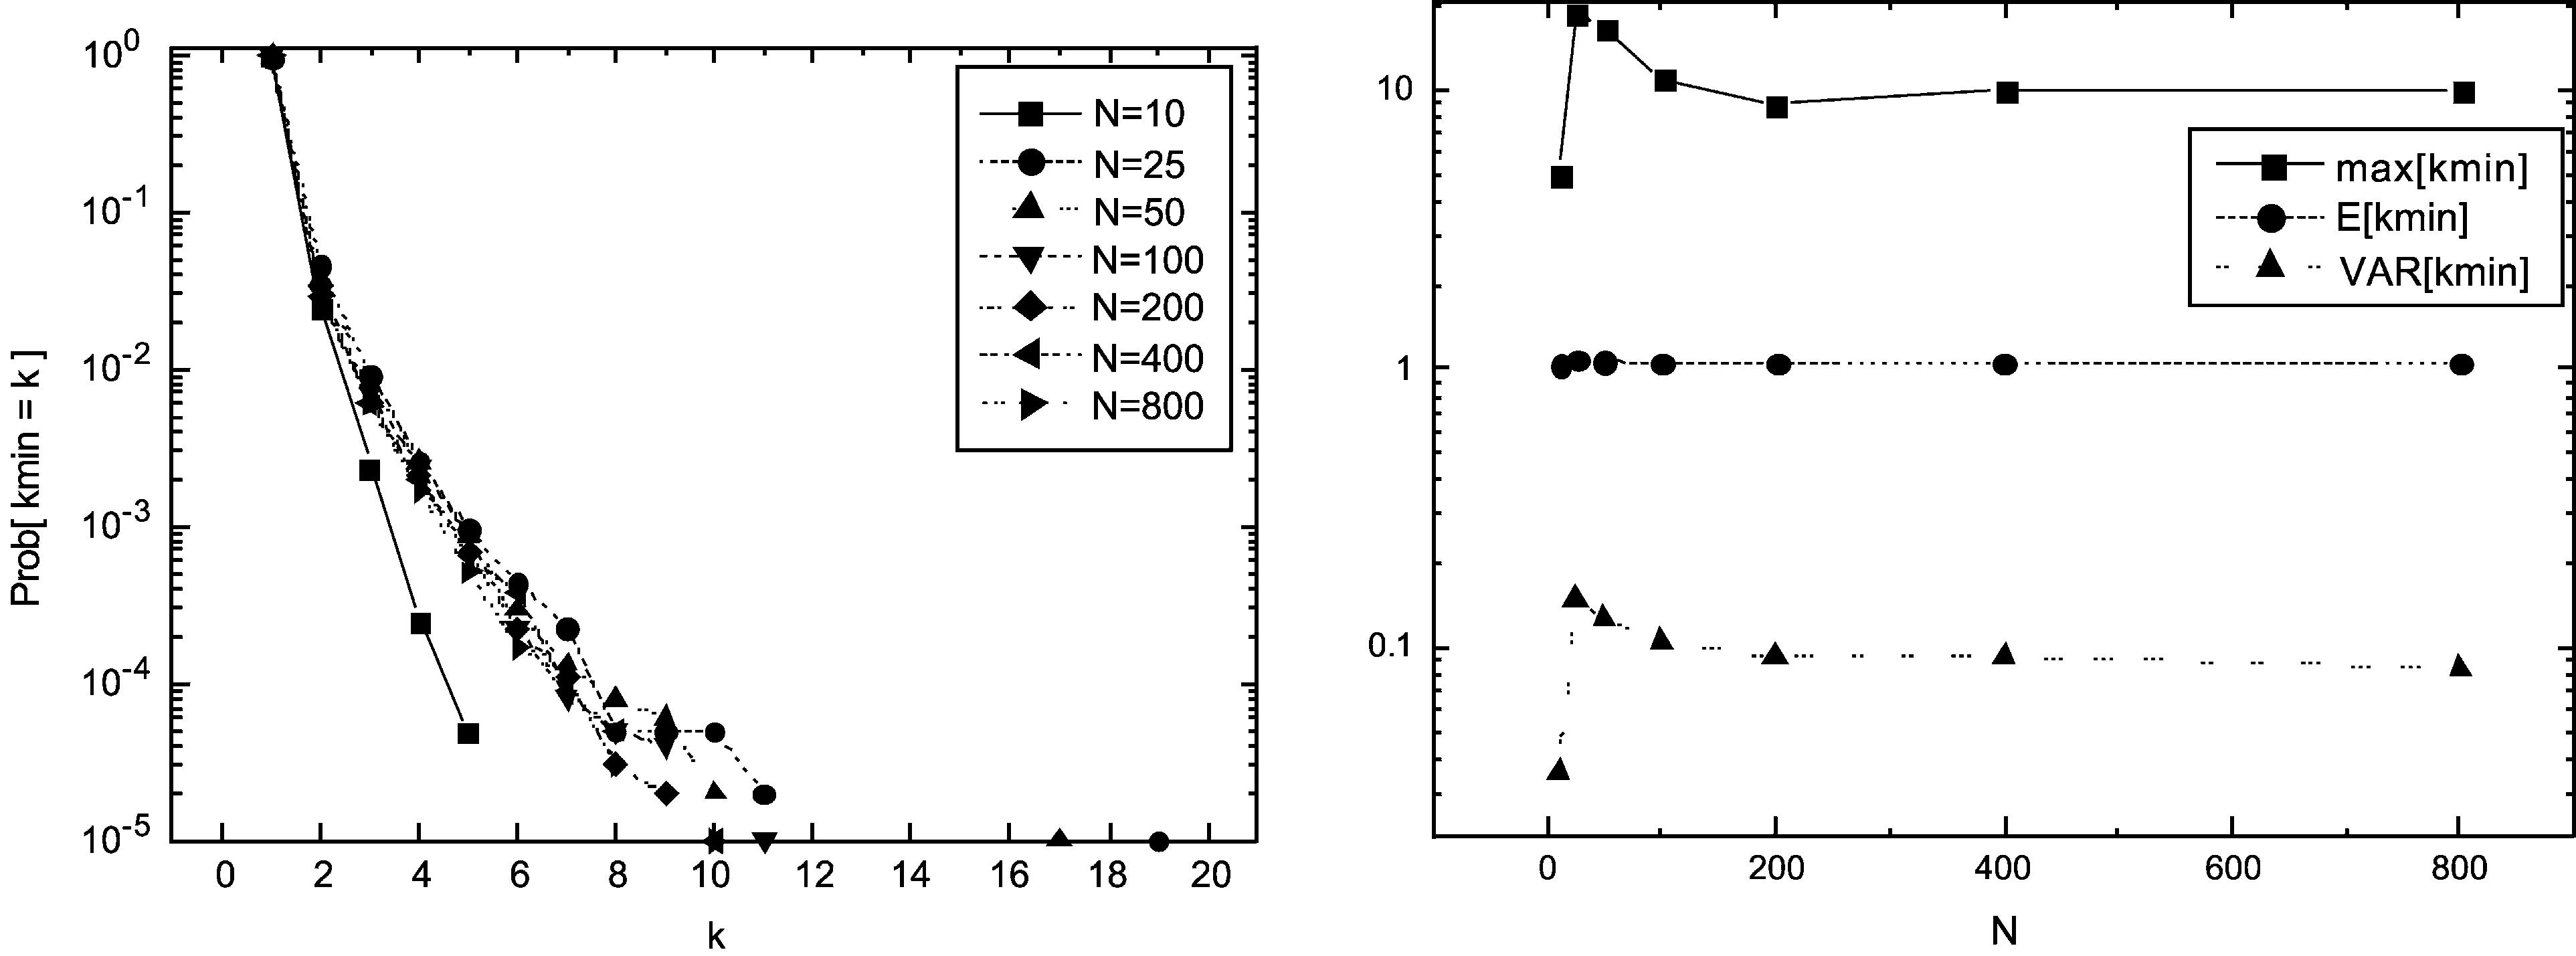 10^0
10^-1
10^-2
10^-3
10^-4
10^-5
Prob[ kmin = k ]
0 2 4 6 8 10 12 14 16 18 20
k
N=10
N=25
N=50
N=100
N=200
N=400
N=800
10
1
0.1
0 200 400 600 800
N
max[kmin]
E[kmin]
VAR[kmin]